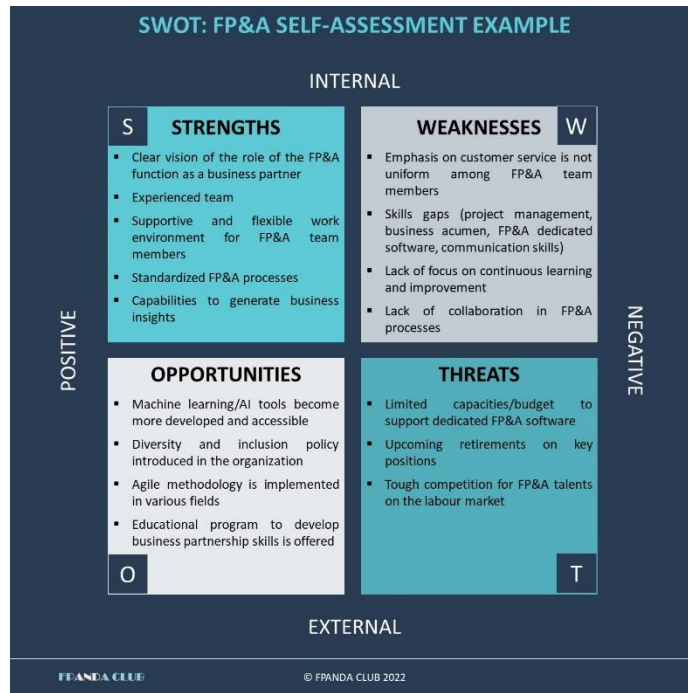 SWOT: FP&A SELF-ASSESSMENT EXAMPLE
INTERNAL
S
STRENGTHS
▪ Clear vision of the role of the FP&A
function as a business partner
▪ Experienced team
▪ Supportive and flexible work
environment for FP&A team
members
▪ Standardized FP&A processes
▪ Capabilities to generate business
insights
WEAKNESSES
W
▪ Emphasis on customer service is not
uniform among FP&A team
members
▪ Skills gaps (project management,
business acumen, FP&A dedicated
software, communication skills)
▪ Lack of focus on continuous learning
and improvement
▪ Lack of collaboration in FP&A
processes
POSITIVE
NEGATIVE
OPPORTUNITIES
▪ Machine learning/AI tools become
more developed and accessible
▪ Diversity and inclusion policy
introduced in the organization
▪ Agile methodology is implemented
in various fields
▪ Educational program to develop
business partnership skills is offered
O
THREATS
▪ Limited capacities/budget to
support dedicated FP&A software
▪ Upcoming retirements on key
positions
▪ Tough competition for FP&A talents
on the labour market
T
EXTERNAL
FPANDA CLUB
© FPANDA CLUB 2022